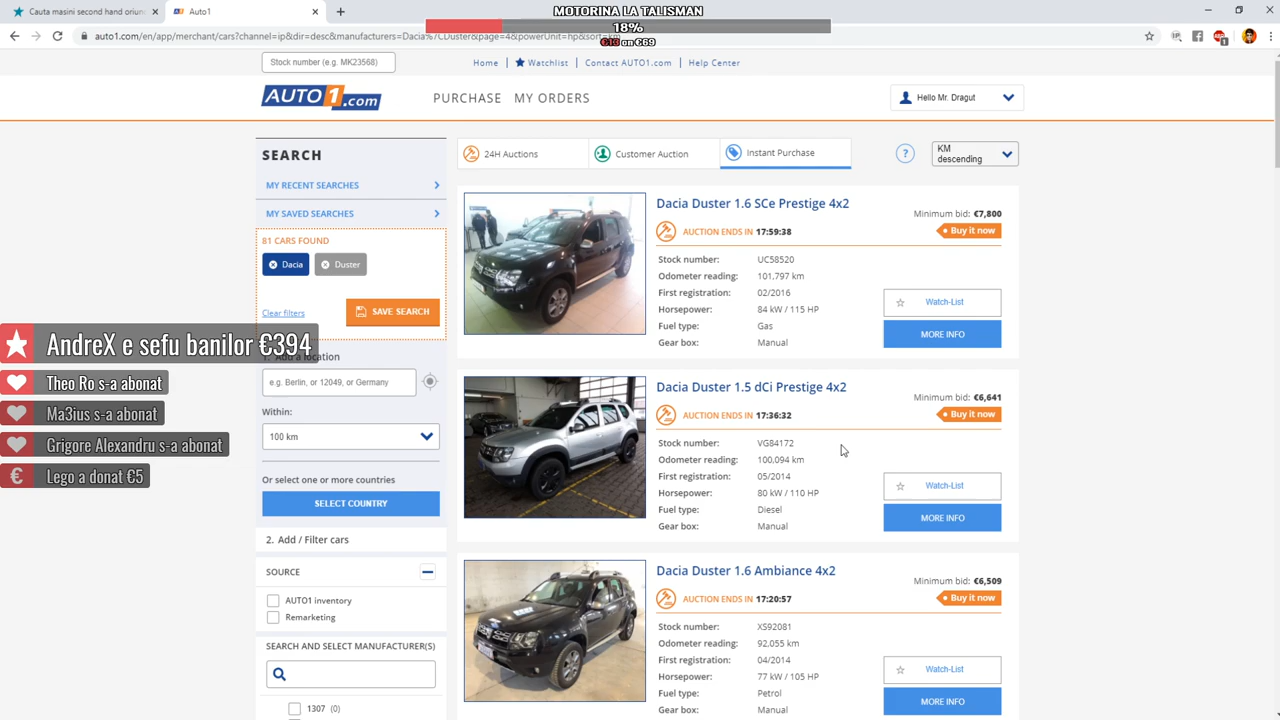 Cauta masini second hand oriun
Auto1
MOTORINA LA TALISMAN
18%
€13 on €69
auto1.com/en/app/merchant/cars?channel=ip&dir=desc&manufacturers=Dacia%7CDuster&page=4&powerUnit=hp&sort=km
Stock number (e.g. MK23568)
Home
Watchlist
Contact AUTO1.com
Help Center
AUTO1.com
PURCHASE
MY ORDERS
Hello Mr. Dragut
SEARCH
MY RECENT SEARCHES
MY SAVED SEARCHES
81 CARS FOUND
Dacia
Duster
Clear filters
SAVE SEARCH
AndreX e sefu banilor €394
Theo Ro s-a abonat
Ma3ius s-a abonat
Grigore Alexandru s-a abonat
Lego a donat €5
Add a location
e.g. Berlin, or 12049, or Germany
Within:
100 km
Or select one or more countries
SELECT COUNTRY
2. Add / Filter cars
SOURCE
AUTO1 inventory
Remarketing
SEARCH AND SELECT MANUFACTURER(S)
1307 (0)
24H Auctions
Customer Auction
Instant Purchase
?
KM
descending
Dacia Duster 1.6 SCe Prestige 4x2
Minimum bid: €7,800
AUCTION ENDS IN 17:59:38
Buy it now
Stock number: UC58520
Odometer reading: 101,797 km
First registration: 02/2016
Horsepower: 84 kW / 115 HP
Fuel type: Gas
Gear box: Manual
Watch-List
MORE INFO
Dacia Duster 1.5 dCi Prestige 4x2
Minimum bid: €6,641
AUCTION ENDS IN 17:36:32
Buy it now
Stock number: VG84172
Odometer reading: 100,094 km
First registration: 05/2014
Horsepower: 80 kW / 110 HP
Fuel type: Diesel
Gear box: Manual
Watch-List
MORE INFO
Dacia Duster 1.6 Ambiance 4x2
Minimum bid: €6,509
AUCTION ENDS IN 17:20:57
Buy it now
Stock number: XS92081
Odometer reading: 92,055 km
First registration: 04/2014
Horsepower: 77 kW / 105 HP
Fuel type: Petrol
Gear box: Manual
Watch-List
MORE INFO